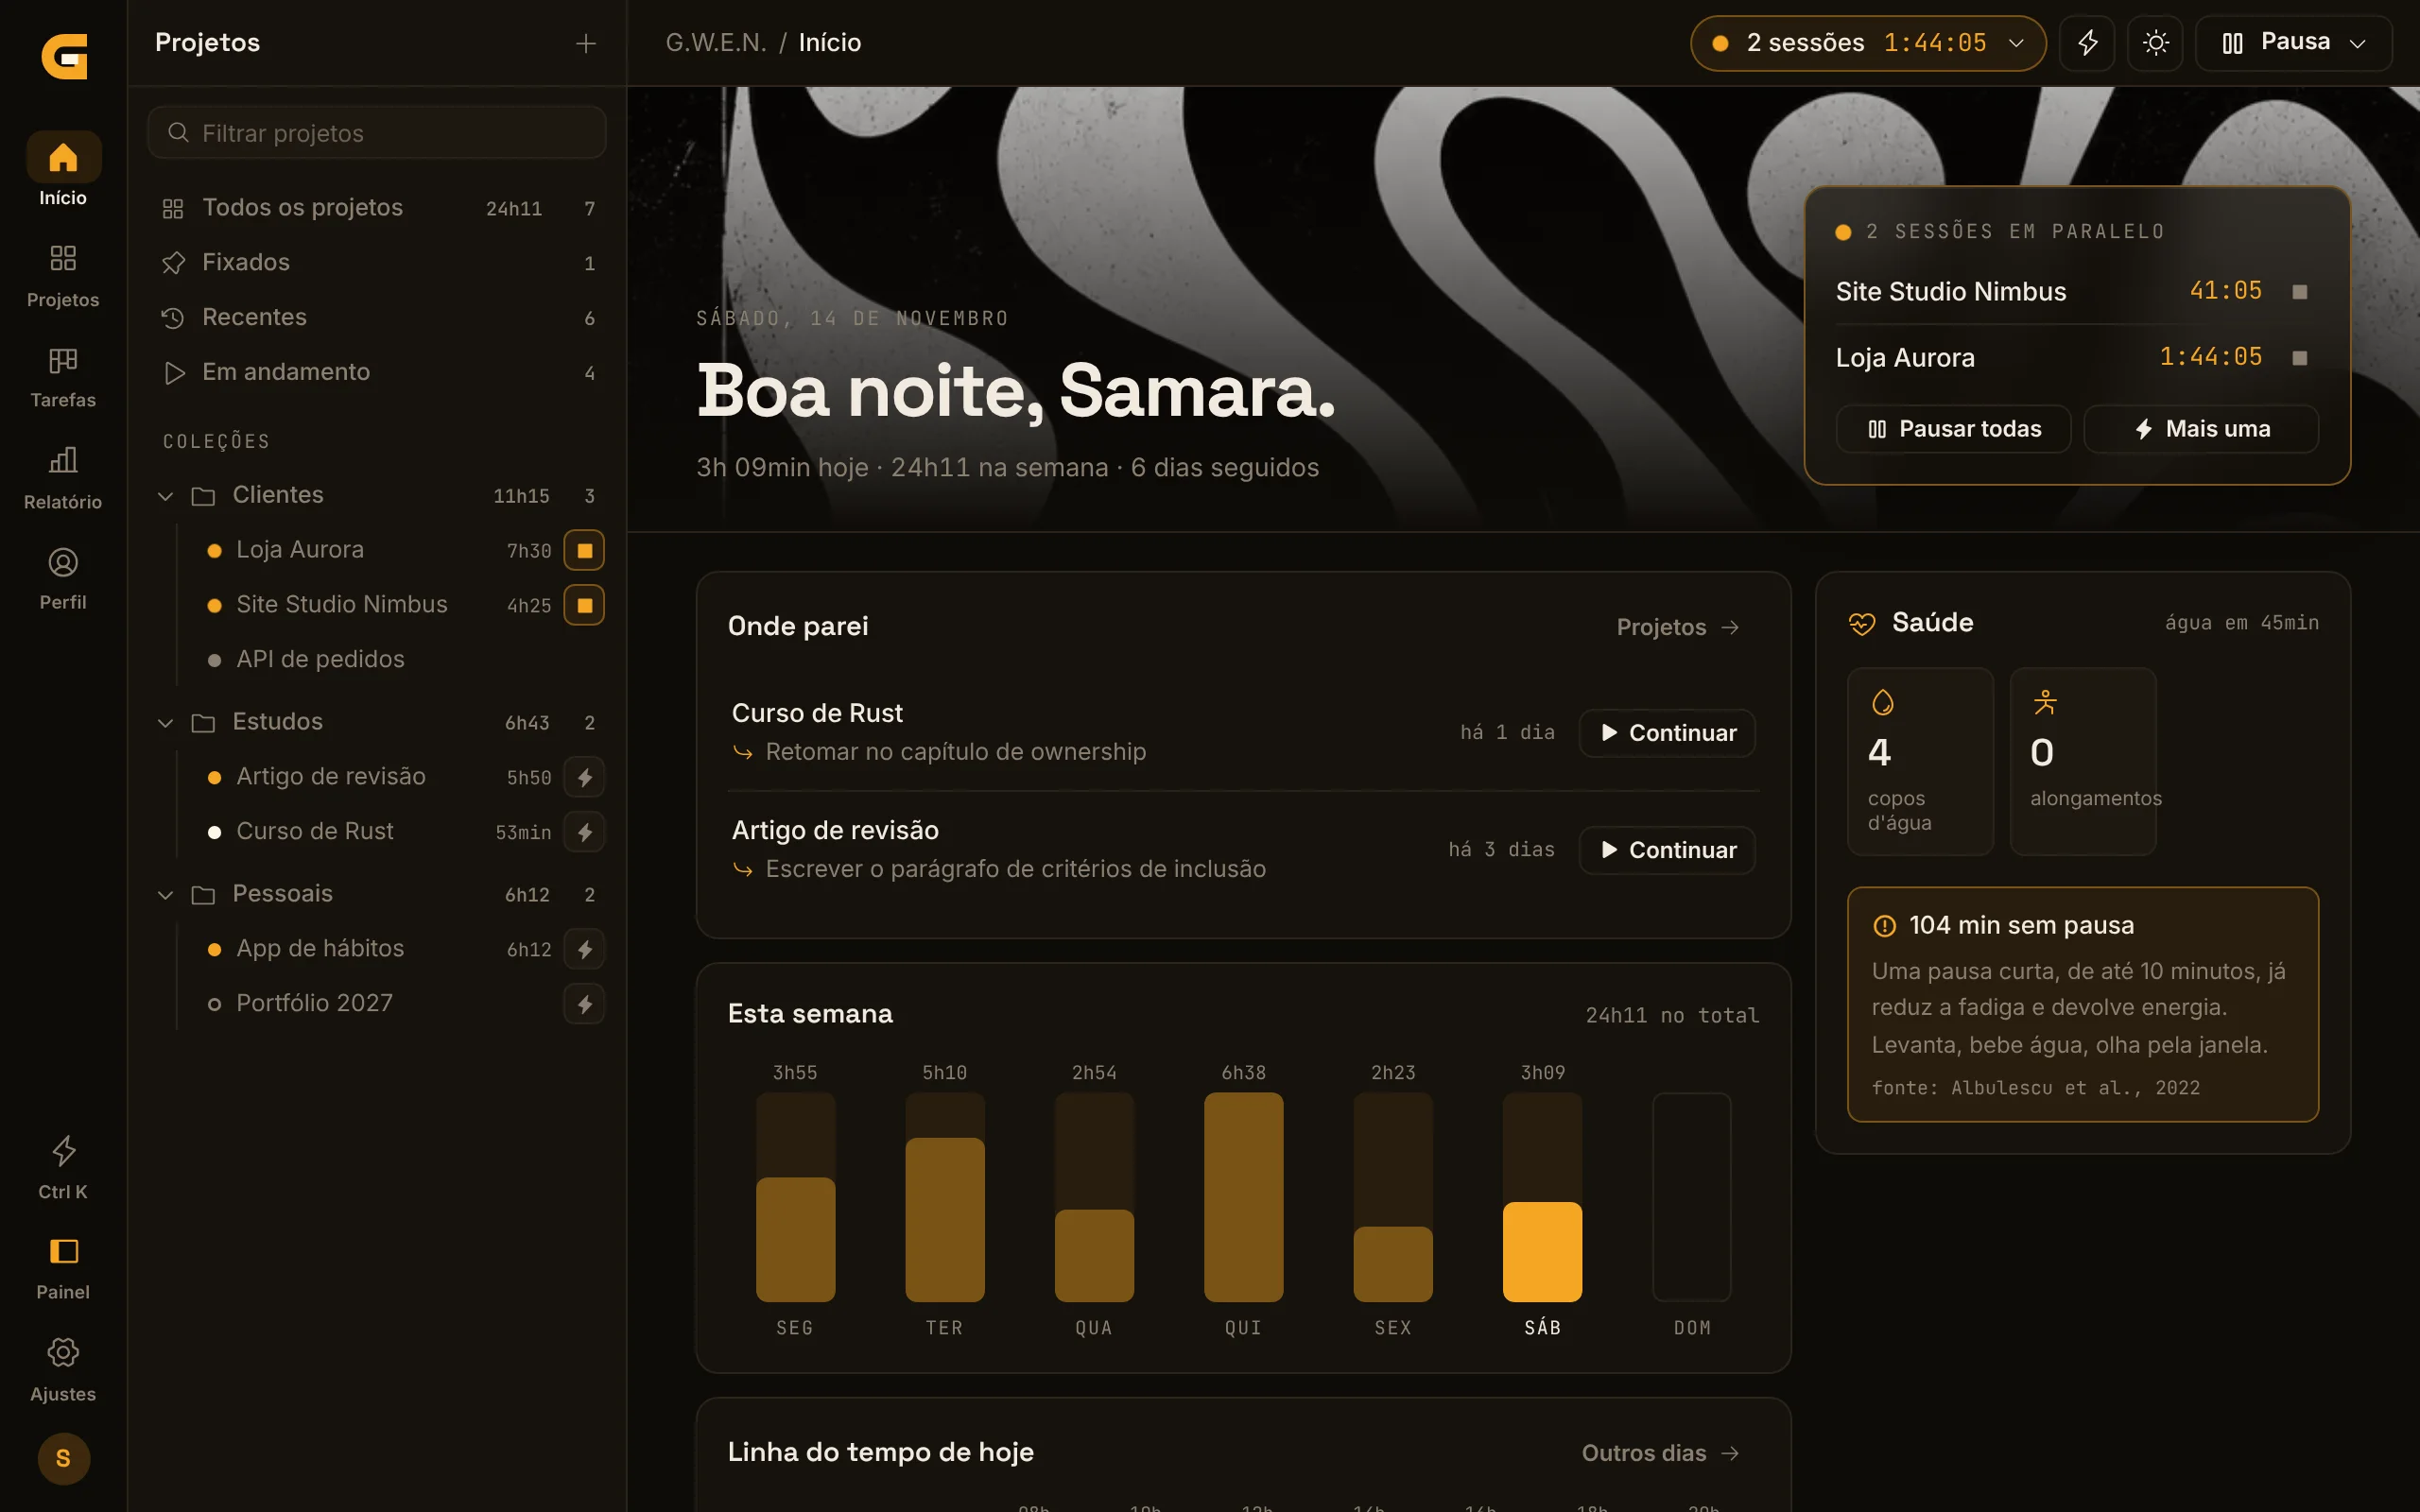 Projetos
G.W.E.N. / Início
2 sessões 1:44:05
Pausa
Início
Projetos
Tarefas
Relatório
Perfil
Ctrl K
Painel
Ajustes
S
Filtrar projetos
Todos os projetos 24h11 7
Fixados 1
Recentes 6
Em andamento 4
COLEÇÕES
Clientes 11h15 3
Loja Aurora 7h30
Site Studio Nimbus 4h25
API de pedidos
Estudos 6h43 2
Artigo de revisão 5h50
Curso de Rust 53min
Pessoais 6h12 2
App de hábitos 6h12
Portfólio 2027
SÁBADO, 14 DE NOVEMBRO
Boa noite, Samara.
3h 09min hoje · 24h11 na semana · 6 dias seguidos
2 SESSÕES EM PARALELO
Site Studio Nimbus 41:05
Loja Aurora 1:44:05
Pausar todas
Mais uma
Onde parei
Projetos →
Curso de Rust
Retomar no capítulo de ownership
há 1 dia
Continuar
Artigo de revisão
Escrever o parágrafo de critérios de inclusão
há 3 dias
Continuar
Esta semana
24h11 no total
3h55 5h10 2h54 6h38 2h23 3h09
SEG TER QUA QUI SEX SÁB DOM
Linha do tempo de hoje
Outros dias →
08h 10h 12h 14h 16h 18h 20h
Saúde
água em 45min
4
copos
d'água
0
alongamentos
104 min sem pausa
Uma pausa curta, de até 10 minutos, já
reduz a fadiga e devolve energia.
Levanta, bebe água, olha pela janela.
fonte: Albulescu et al., 2022